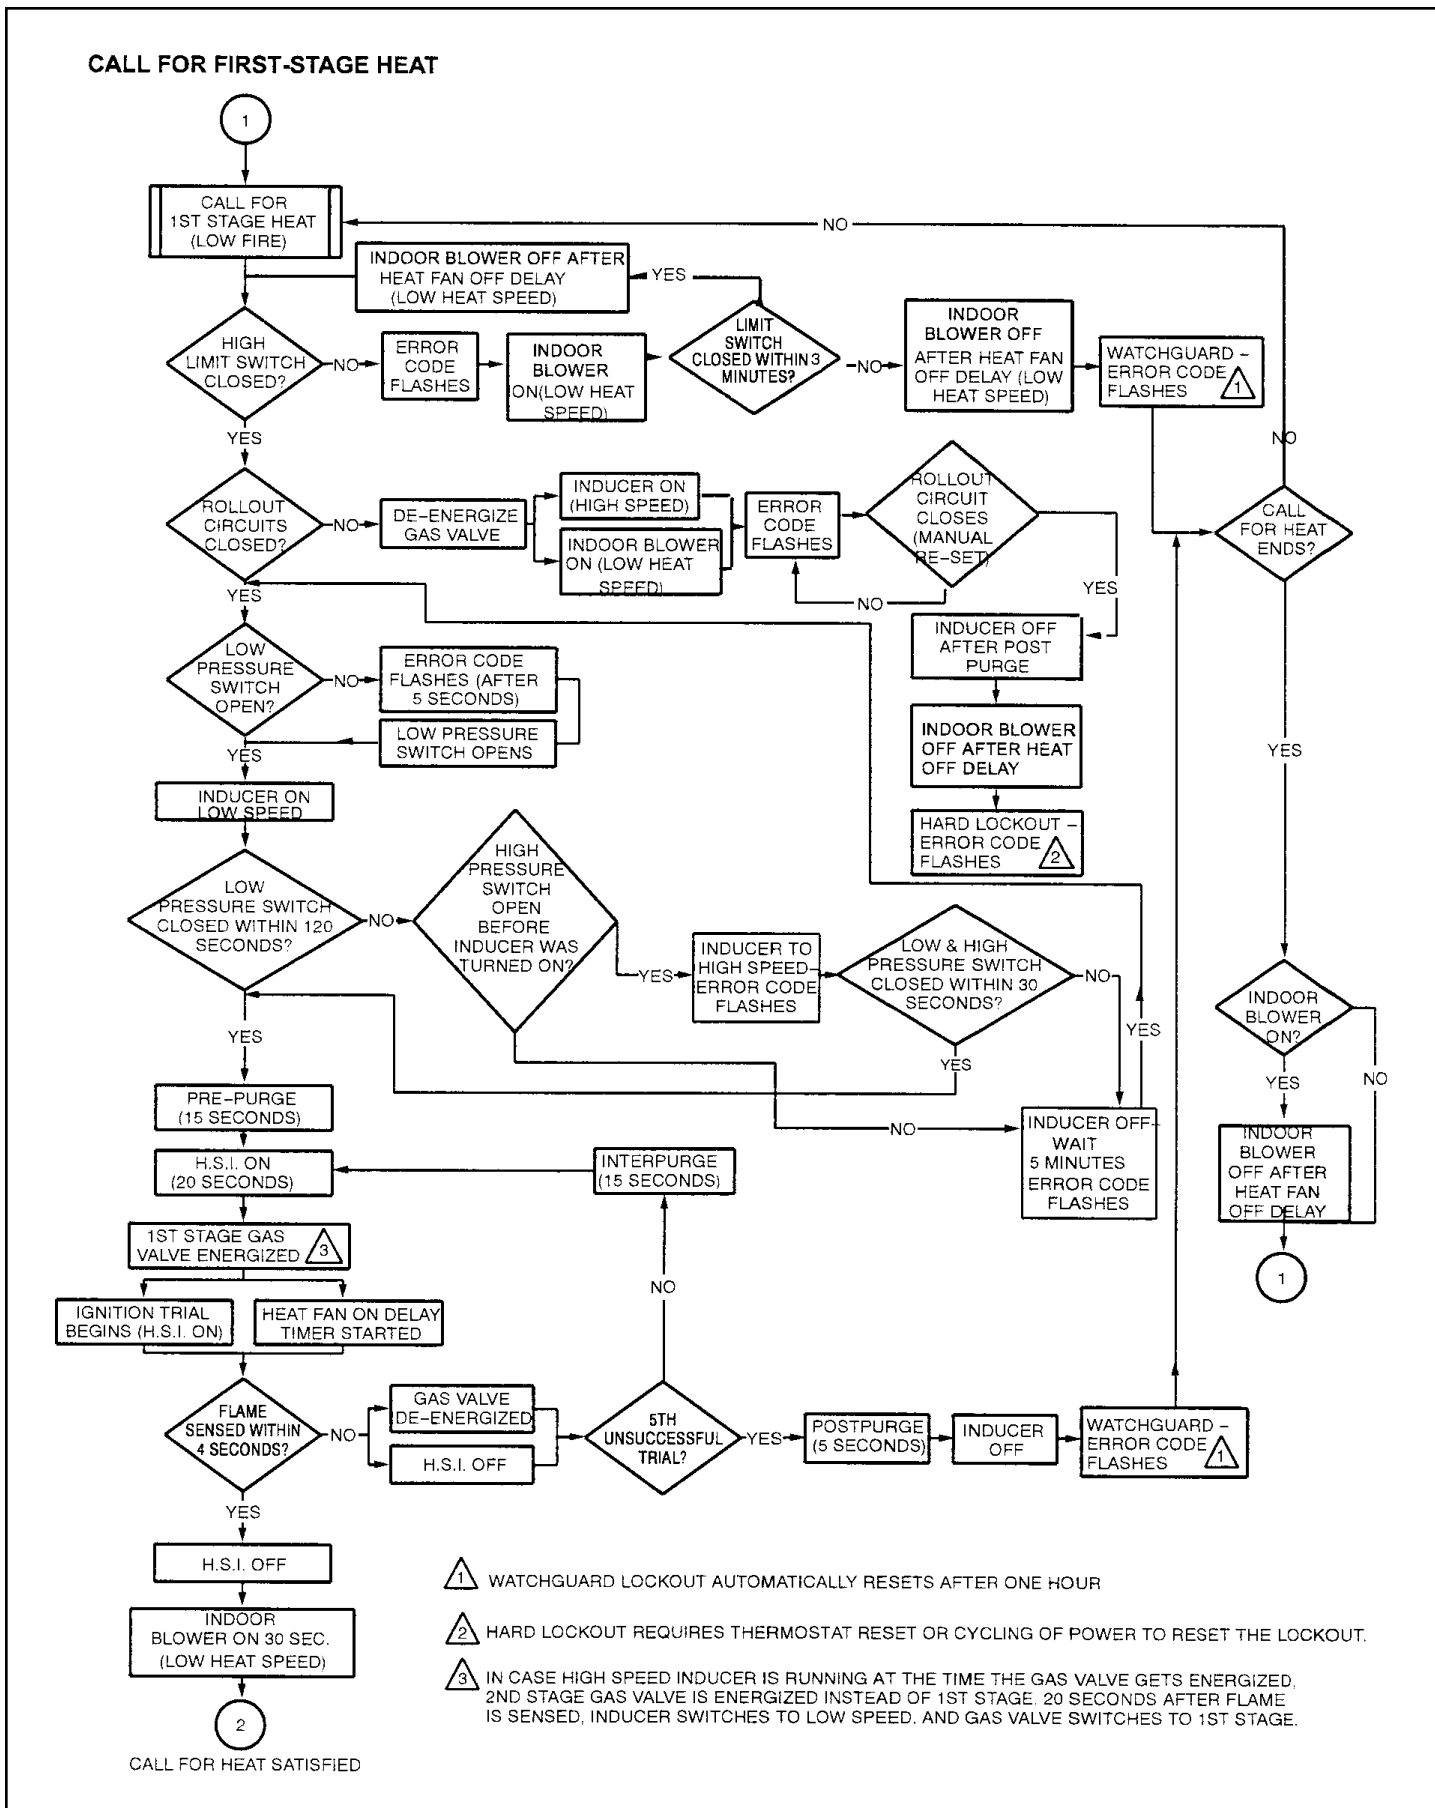 CALL FOR FIRST-STAGE HEAT
1
CALL FOR
1ST STAGE HEAT
(LOW FIRE)
NO
INDOOR BLOWER OFF AFTER
HEAT FAN OFF DELAY
(LOW HEAT SPEED)
YES
HIGH
LIMIT SWITCH
CLOSED?
NO
ERROR
CODE
FLASHES
INDOOR
BLOWER
ON(LOW HEAT
SPEED)
LIMIT
SWITCH
CLOSED WITHIN 3
MINUTES?
NO
INDOOR
BLOWER OFF
AFTER HEAT FAN
OFF DELAY (LOW
HEAT SPEED)
WATCHGUARD –
ERROR CODE
FLASHES
1
YES
NO
ROLLOUT
CIRCUITS
CLOSED?
NO
DE-ENERGIZE
GAS VALVE
INDUCER ON
(HIGH SPEED)
INDOOR BLOWER
ON (LOW HEAT
SPEED)
ERROR
CODE
FLASHES
ROLLOUT
CIRCUIT
CLOSES
(MANUAL
RE-SET)
CALL
FOR HEAT
ENDS?
YES
NO
YES
INDUCER OFF
AFTER POST
PURGE
LOW
PRESSURE
SWITCH
OPEN?
NO
ERROR CODE
FLASHES (AFTER
5 SECONDS)
LOW PRESSURE
SWITCH OPENS
INDOOR BLOWER
OFF AFTER HEAT
OFF DELAY
YES
YES
INDUCER ON
LOW SPEED
HARD LOCKOUT –
ERROR CODE
FLASHES
2
LOW
PRESSURE SWITCH
CLOSED WITHIN 120
SECONDS?
NO
HIGH
PRESSURE
SWITCH
OPEN
BEFORE
INDUCER WAS
TURNED ON?
YES
INDUCER TO
HIGH SPEED–
ERROR CODE
FLASHES
LOW & HIGH
PRESSURE SWITCH
CLOSED WITHIN 30
SECONDS?
NO
INDOOR
BLOWER
ON?
YES
YES
YES
YES
NO
PRE-PURGE
(15 SECONDS)
NO
INDUCER OFF–
WAIT
5 MINUTES
ERROR CODE
FLASHES
INDOOR
BLOWER
OFF AFTER
HEAT FAN
OFF DELAY
H.S.I. ON
(20 SECONDS)
INTERPURGE
(15 SECONDS)
1
1ST STAGE GAS
VALVE ENERGIZED
3
NO
IGNITION TRIAL
BEGINS (H.S.I. ON)
HEAT FAN ON DELAY
TIMER STARTED
FLAME
SENSED WITHIN
4 SECONDS?
NO
GAS VALVE
DE-ENERGIZED
H.S.I. OFF
5TH
UNSUCCESSFUL
TRIAL?
YES
POSTPURGE
(5 SECONDS)
INDUCER
OFF
WATCHGUARD –
ERROR CODE
FLASHES
1
YES
H.S.I. OFF
INDOOR
BLOWER ON 30 SEC.
(LOW HEAT SPEED)
2
CALL FOR HEAT SATISFIED
1 WATCHGUARD LOCKOUT AUTOMATICALLY RESETS AFTER ONE HOUR
2 HARD LOCKOUT REQUIRES THERMOSTAT RESET OR CYCLING OF POWER TO RESET THE LOCKOUT.
3 IN CASE HIGH SPEED INDUCER IS RUNNING AT THE TIME THE GAS VALVE GETS ENERGIZED,
2ND STAGE GAS VALVE IS ENERGIZED INSTEAD OF 1ST STAGE. 20 SECONDS AFTER FLAME
IS SENSED, INDUCER SWITCHES TO LOW SPEED. AND GAS VALVE SWITCHES TO 1ST STAGE.